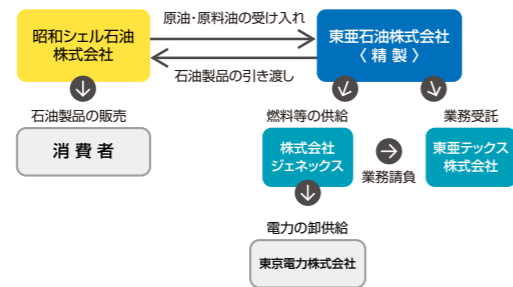 原油・原料油の受け入れ
昭和シェル石油
株式会社
東亜石油株式会社
〈 精 製 〉
石油製品の引き渡し
石油製品の販売
燃料等の供給
業務受託
消 費 者
株式会社
ジェネックス
東亜テックス
株式会社
業務請負
電力の卸供給
東京電力株式会社